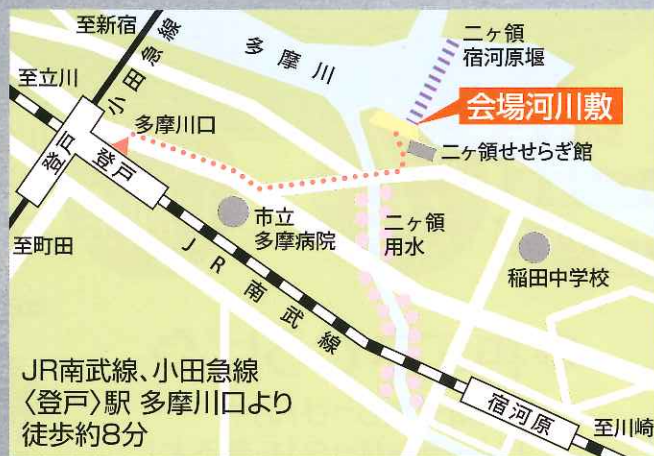 至新宿
小田急線
多摩川
二ヶ領
宿河原堰
至立川
会場河川敷
多摩川口
登戸
登戸
二ヶ領せせらぎ館
市立
多摩病院
二ヶ領
用水
至町田
稲田中学校
JR南武線
JR南武線、小田急線
〈登戸〉駅 多摩川口より
徒歩約8分
宿河原
至川崎